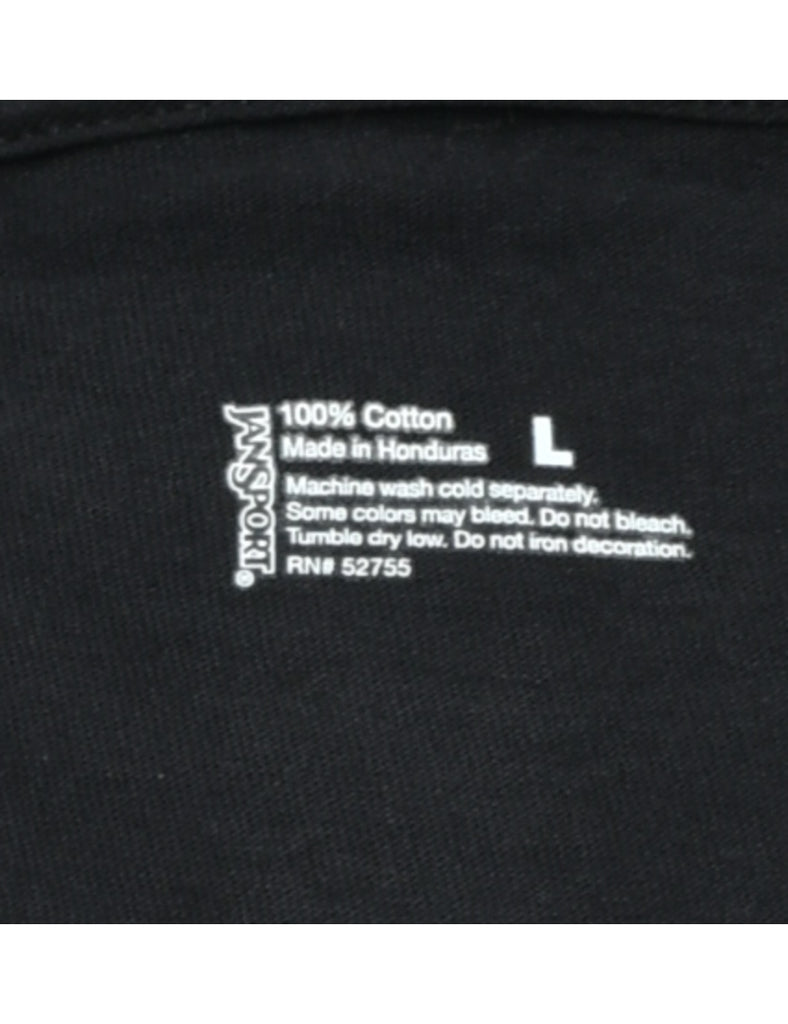 JANSPORT®
100% Cotton
Made in Honduras
L
Machine wash cold separately.
Some colors may bleed. Do not bleach.
Tumble dry low. Do not iron decoration.
RN# 52755